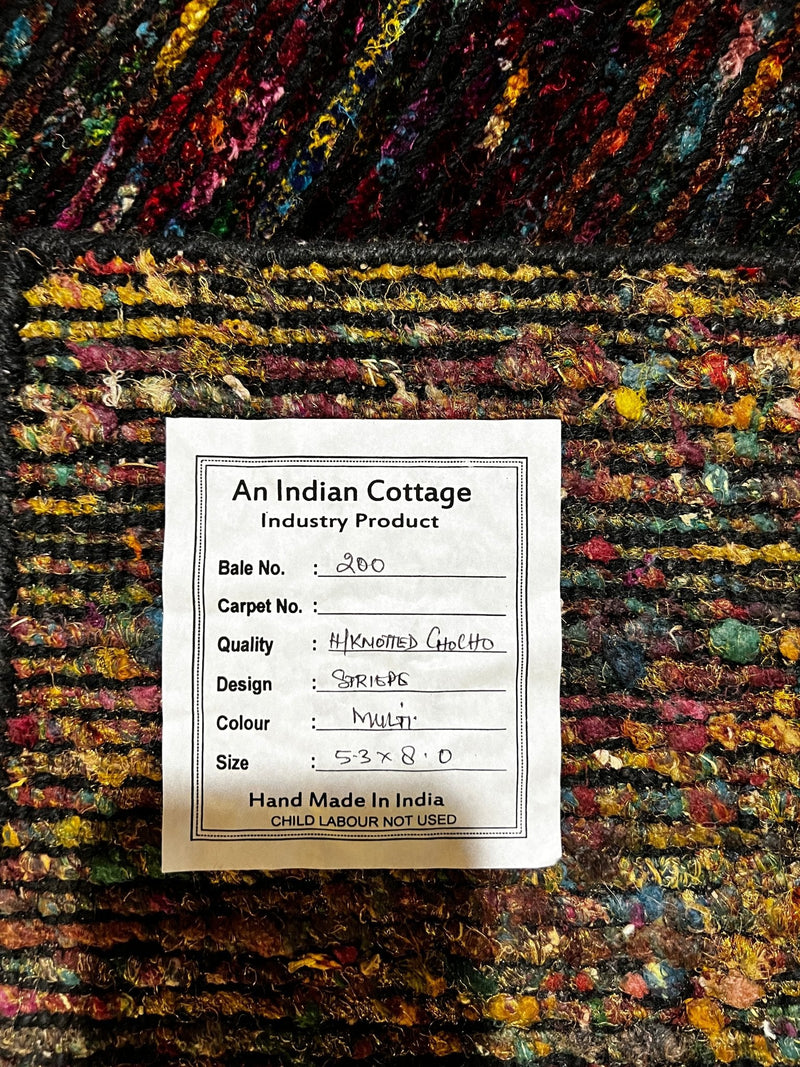 An Indian Cottage
Industry Product
Bale No. : 200
Carpet No. :
Quality : H/KNOTTED CHOCHO
Design : STRIEPS
Colour : MULTI.
Size : 5.3 x 8.0
Hand Made In India
CHILD LABOUR NOT USED